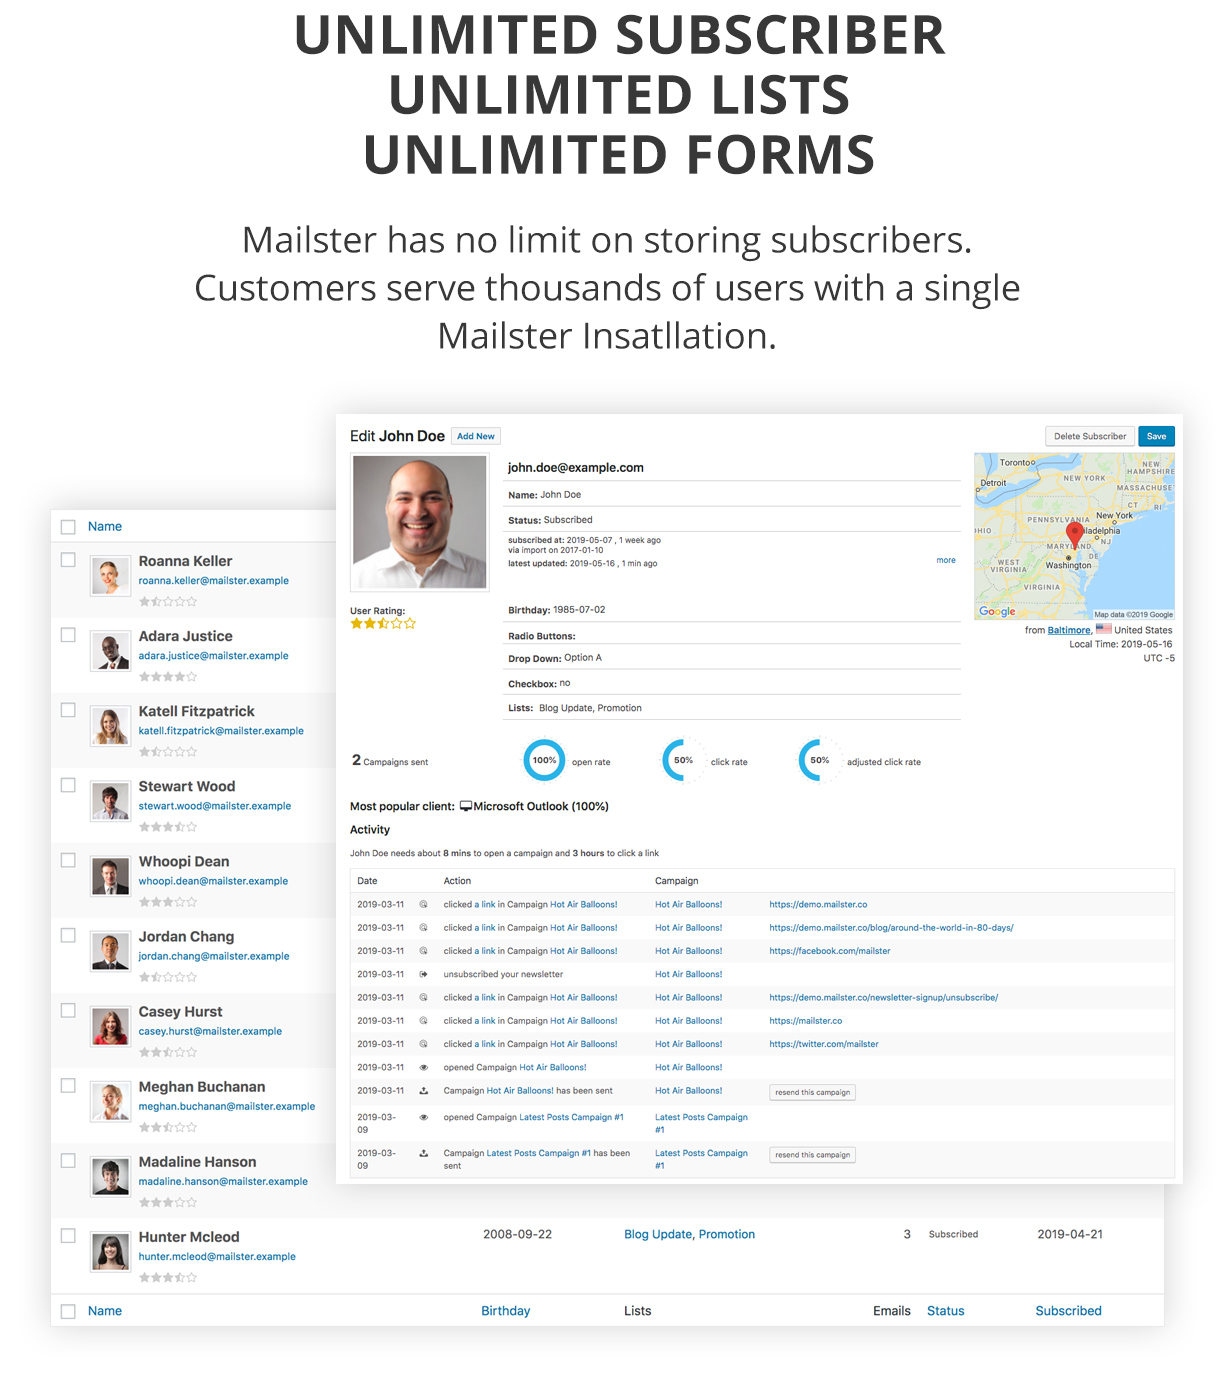 UNLIMITED SUBSCRIBER
UNLIMITED LISTS
UNLIMITED FORMS
Mailster has no limit on storing subscribers.
Customers serve thousands of users with a single
Mailster Insatllation.
Edit John Doe Add New Delete Subscriber Save
john.doe@example.com
Name: John Doe
Status: Subscribed
subscribed at: 2019-05-07 , 1 week ago
via import on 2017-01-10
latest updated: 2019-05-16 , 1 min ago
more
User Rating:
Birthday: 1985-07-02
Radio Buttons:
Drop Down: Option A
Checkbox: no
Lists: Blog Update, Promotion
Toronto
Detroit
NEW YORK
NEW
HAMPSHIRE
MASSACHUSE
CT RI
PENNSYLVANIA
New York
iladelphia
HIO
NJ
MARYLAND
DE
WEST
VIRGINIA
Washington
VIRGINIA
Google
Map data ©2019 Google
from Baltimore, United States
Local Time: 2019-05-16
UTC -5
2 Campaigns sent 100% open rate 50% click rate 50% adjusted click rate
Most popular client: Microsoft Outlook (100%)
Activity
John Doe needs about 8 mins to open a campaign and 3 hours to click a link
Date Action Campaign
2019-03-11 clicked a link in Campaign Hot Air Balloons! Hot Air Balloons! https://demo.mailster.co
2019-03-11 clicked a link in Campaign Hot Air Balloons! Hot Air Balloons! https://demo.mailster.co/blog/around-the-world-in-80-days/
2019-03-11 clicked a link in Campaign Hot Air Balloons! Hot Air Balloons! https://facebook.com/mailster
2019-03-11 unsubscribed your newsletter Hot Air Balloons!
2019-03-11 clicked a link in Campaign Hot Air Balloons! Hot Air Balloons! https://demo.mailster.co/newsletter-signup/unsubscribe/
2019-03-11 clicked a link in Campaign Hot Air Balloons! Hot Air Balloons! https://mailster.co
2019-03-11 clicked a link in Campaign Hot Air Balloons! Hot Air Balloons! https://twitter.com/mailster
2019-03-11 opened Campaign Hot Air Balloons! Hot Air Balloons!
2019-03-11 Campaign Hot Air Balloons! has been sent Hot Air Balloons! resend this campaign
2019-03- opened Campaign Latest Posts Campaign #1 Latest Posts Campaign
09 #1
2019-03- Campaign Latest Posts Campaign #1 has been Latest Posts Campaign resend this campaign
09 sent #1
Name
Roanna Keller
roanna.keller@mailster.example
Adara Justice
adara.justice@mailster.example
Katell Fitzpatrick
katell.fitzpatrick@mailster.example
Stewart Wood
stewart.wood@mailster.example
Whoopi Dean
whoopi.dean@mailster.example
Jordan Chang
jordan.chang@mailster.example
Casey Hurst
casey.hurst@mailster.example
Meghan Buchanan
meghan.buchanan@mailster.example
Madaline Hanson
madaline.hanson@mailster.example
Hunter Mcleod 2008-09-22 Blog Update, Promotion 3 Subscribed 2019-04-21
hunter.mcleod@mailster.example
Name Birthday Lists Emails Status Subscribed